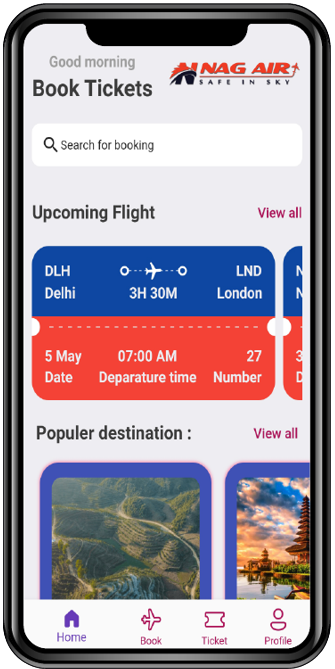 Good morning
Book Tickets
NAG AIR
SAFE IN SKY
Search for booking
Upcoming Flight
View all
DLH
LND
N
Delhi
3H 30M
London
N
5 May
07:00 AM
27
3
Date
Deparature time
Number
D
Populer destination :
View all
Home
Book
Ticket
Profile